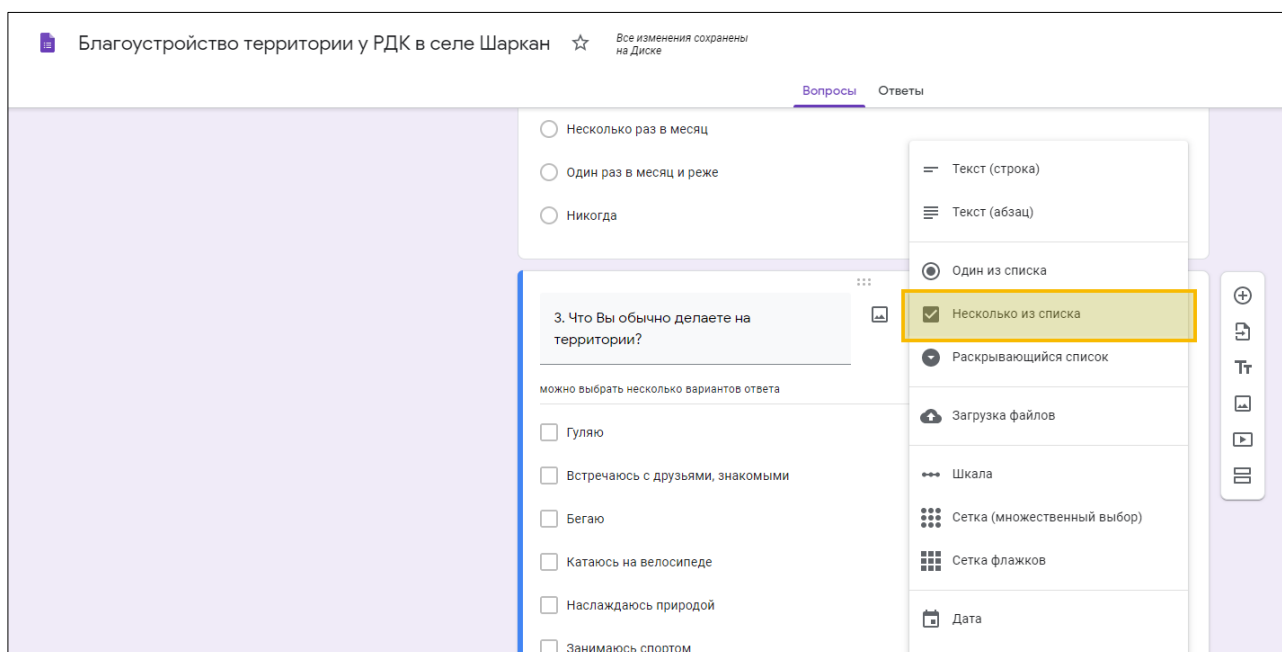 Благоустройство территории у РДК в селе Шаркан
Все изменения сохранены
на Диске
Вопросы
Ответы
Несколько раз в месяц
Один раз в месяц и реже
Никогда
3. Что Вы обычно делаете на
территории?
можно выбрать несколько вариантов ответа
Гуляю
Встречаюсь с друзьями, знакомыми
Бегаю
Катаюсь на велосипеде
Наслаждаюсь природой
Занимаюсь спортом
Текст (строка)
Текст (абзац)
Один из списка
Несколько из списка
Раскрывающийся список
Загрузка файлов
Шкала
Сетка (множественный выбор)
Сетка флажков
Дата
Тт